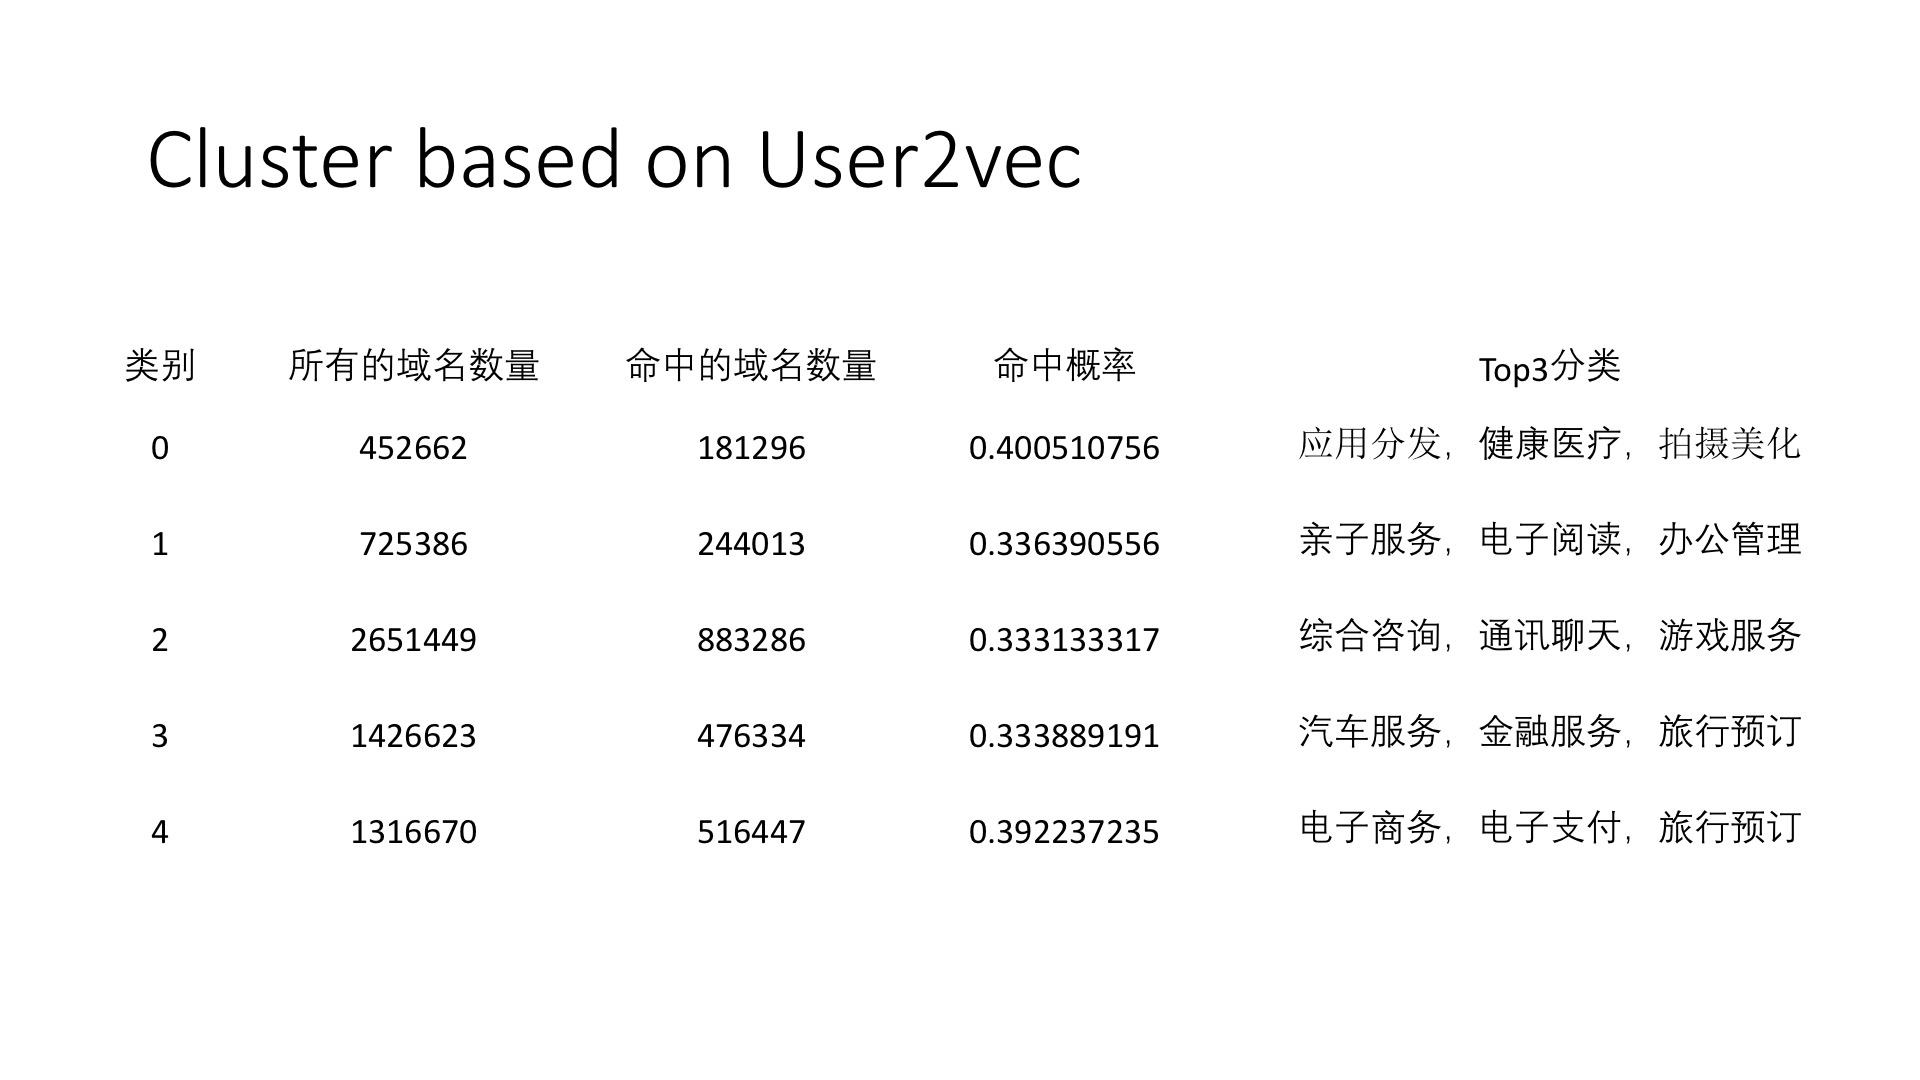 Cluster based on User2vec
类别 所有的域名数量 命中的域名数量 命中概率 Top3分类
0 452662 181296 0.400510756 应用分发，健康医疗，拍摄美化
1 725386 244013 0.336390556 亲子服务，电子阅读，办公管理
2 2651449 883286 0.333133317 综合咨询，通讯聊天，游戏服务
3 1426623 476334 0.333889191 汽车服务，金融服务，旅行预订
4 1316670 516447 0.392237235 电子商务，电子支付，旅行预订